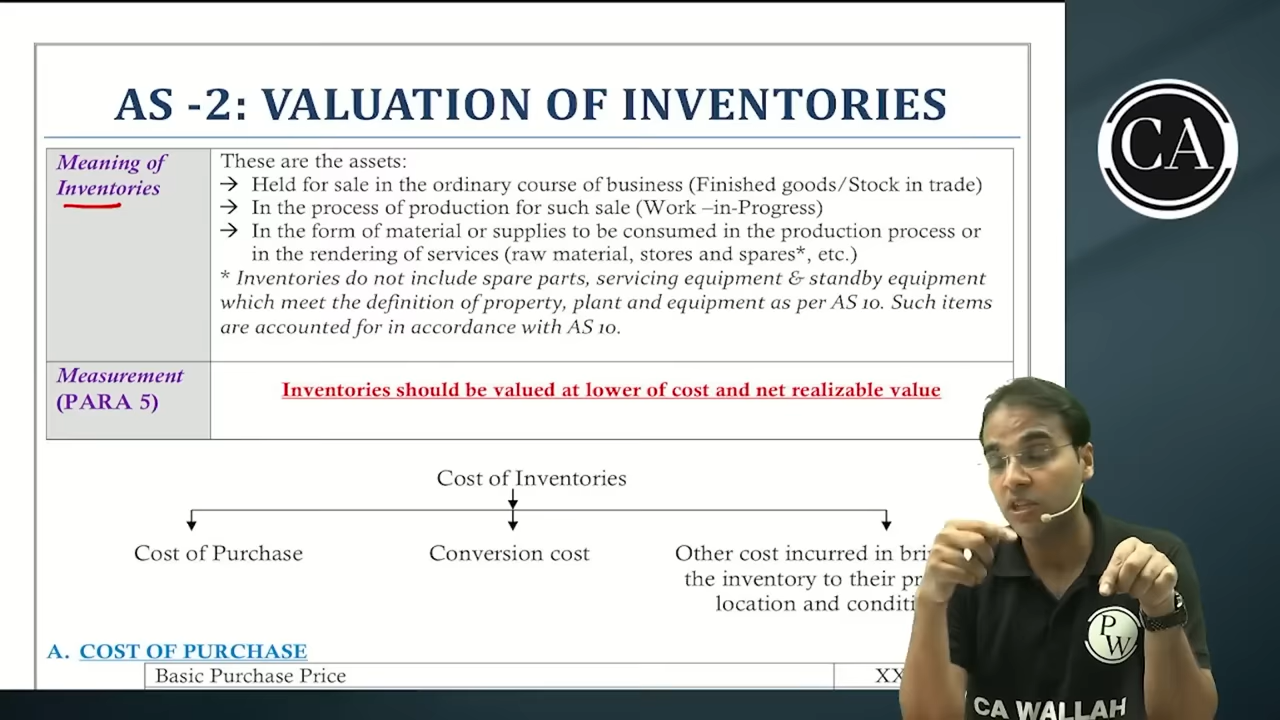 AS -2: VALUATION OF INVENTORIES
Meaning of
Inventories
These are the assets:
→ Held for sale in the ordinary course of business (Finished goods/Stock in trade)
→ In the process of production for such sale (Work –in-Progress)
→ In the form of material or supplies to be consumed in the production process or
in the rendering of services (raw material, stores and spares*, etc.)
* Inventories do not include spare parts, servicing equipment & standby equipment
which meet the definition of property, plant and equipment as per AS 10. Such items
are accounted for in accordance with AS 10.
Measurement
(PARA 5)
Inventories should be valued at lower of cost and net realizable value
Cost of Inventories
Cost of Purchase
Conversion cost
Other cost incurred in
the inventory to their
location and
A. COST OF PURCHASE
Basic Purchase Price
XX
CA
P
W
CA WALLAH